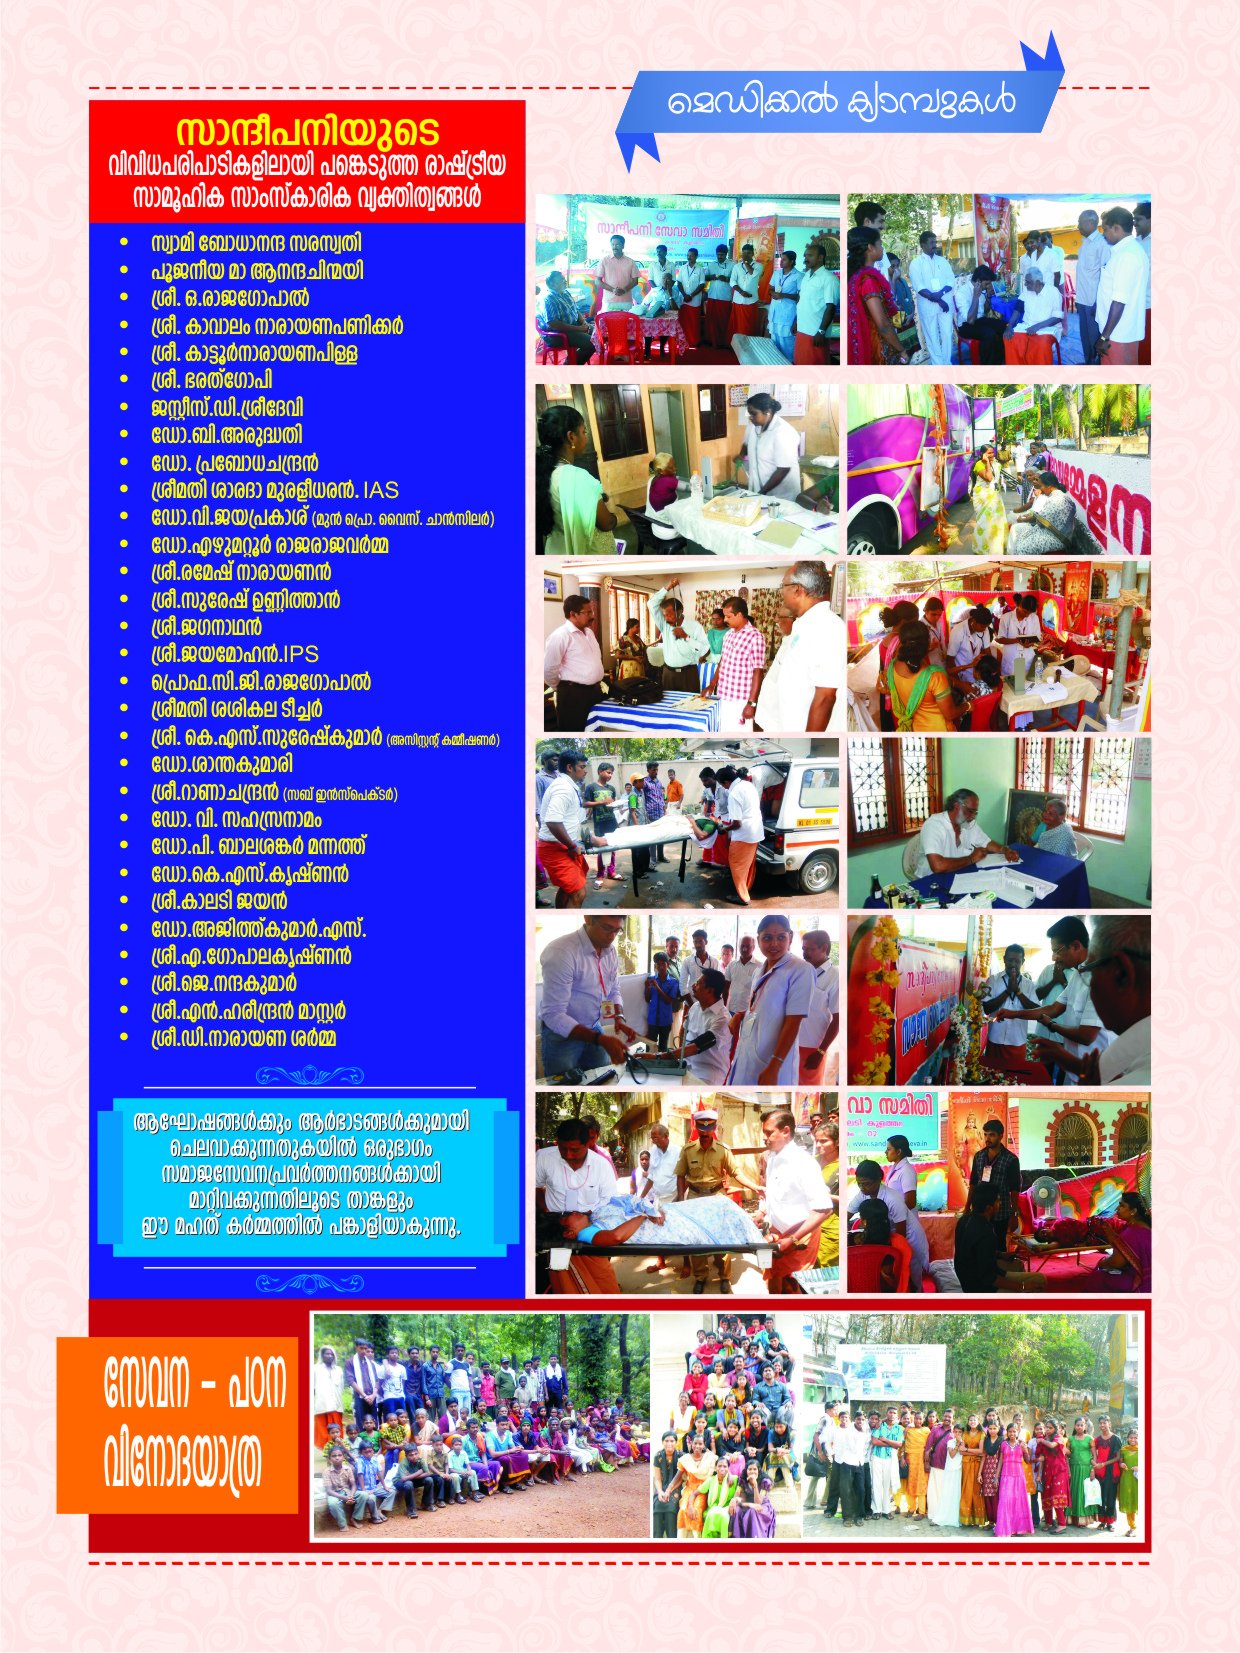 മെഡിക്കൽ ക്യാമ്പുകൾ
സാന്ദീപനിയുടെ
വിവിധപരിപാടികളിലായി പങ്കെടുത്ത രാഷ്ട്രീയ
സാമൂഹിക സാംസ്കാരിക വ്യക്തിത്വങ്ങൾ
• സ്വാമി ബോധാനന്ദ സരസ്വതി
• പൂജനീയ മാ ആനന്ദചിന്മയി
• ശ്രീ. ഒ.രാജഗോപാൽ
• ശ്രീ. കാവാലം നാരായണപണിക്കർ
• ശ്രീ. കാട്ടൂർനാരായണപിള്ള
• ശ്രീ. ഭരത്ഗോപി
• ജസ്റ്റീസ്.ഡി.ശ്രീദേവി
• ഡോ.ബി.അരുദ്ധതി
• ഡോ. പ്രബോധചന്ദ്രൻ
• ശ്രീമതി ശാരദാ മുരളീധരൻ. IAS
• ഡോ.വി.ജയപ്രകാശ് (മുൻ പ്രൊ. വൈസ്. ചാൻസിലർ)
• ഡോ.എഴുമറ്റൂർ രാജരാജവർമ്മ
• ശ്രീ.രമേഷ് നാരായണൻ
• ശ്രീ.സുരേഷ് ഉണ്ണിത്താൻ
• ശ്രീ.ജഗനാഥൻ
• ശ്രീ.ജയമോഹൻ.IPS
• പ്രൊഫ.സി.ജി.രാജഗോപാൽ
• ശ്രീമതി ശശികല ടീച്ചർ
• ശ്രീ. കെ.എസ്.സുരേഷ്കുമാർ (അസിസ്റ്റന്റ് കമ്മീഷണർ)
• ഡോ.ശാന്തകുമാരി
• ശ്രീ.റാണാചന്ദ്രൻ (സബ് ഇൻസ്പെക്ടർ)
• ഡോ. വി. സഹസ്രനാമം
• ഡോ.പി. ബാലശങ്കർ മന്നത്ത്
• ഡോ.കെ.എസ്.കൃഷ്ണൻ
• ശ്രീ.കാലടി ജയൻ
• ഡോ.അജിത്ത്കുമാർ.എസ്.
• ശ്രീ.എ.ഗോപാലകൃഷ്ണൻ
• ശ്രീ.ജെ.നന്ദകുമാർ
• ശ്രീ.എൻ.ഹരീന്ദ്രൻ മാസ്റ്റർ
• ശ്രീ.ഡി.നാരായണ ശർമ്മ
ആഘോഷങ്ങൾക്കും ആർഭാടങ്ങൾക്കുമായി
ചെലവാക്കുന്നതുകയിൽ ഒരുഭാഗം
സമാജസേവനപ്രവർത്തനങ്ങൾക്കായി
മാറ്റിവക്കുന്നതിലൂടെ താങ്കളും
ഈ മഹത് കർമ്മത്തിൽ പങ്കാളിയാകുന്നു.
സാന്ദീപനി സേവാ സമിതി
വാ സമിതി
സേവന - പഠന
വിനോദയാത്ര